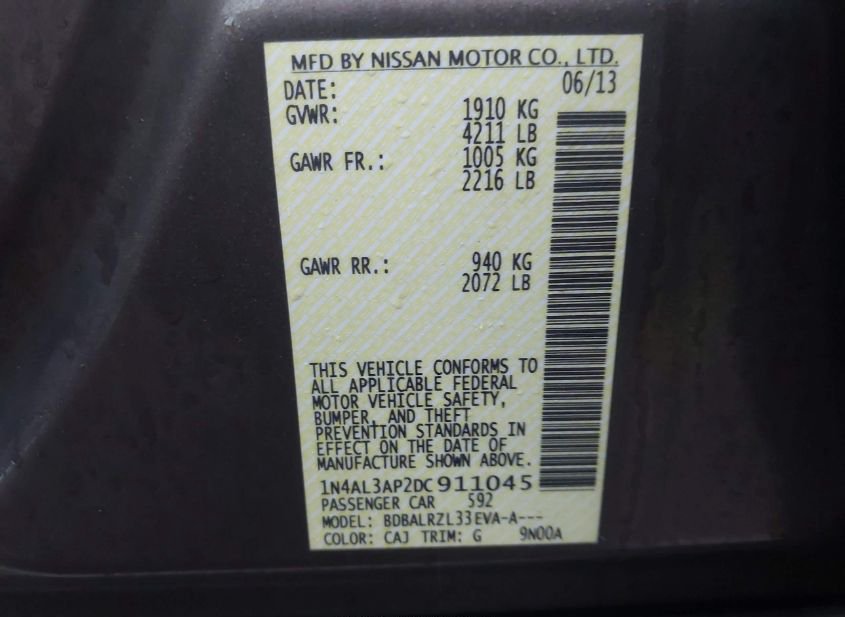 MFD BY NISSAN MOTOR CO., LTD.
DATE: 06/13
GVWR: 1910 KG
4211 LB
GAWR FR.: 1005 KG
2216 LB
GAWR RR.: 940 KG
2072 LB
THIS VEHICLE CONFORMS TO
ALL APPLICABLE FEDERAL
MOTOR VEHICLE SAFETY,
BUMPER, AND THEFT
PREVENTION STANDARDS IN
EFFECT ON THE DATE OF
MANUFACTURE SHOWN ABOVE.
1N4AL3AP2DC911045
PASSENGER CAR 592
MODEL: BDBALRZL33EVA-A---
COLOR: CAJ TRIM: G 9N00A